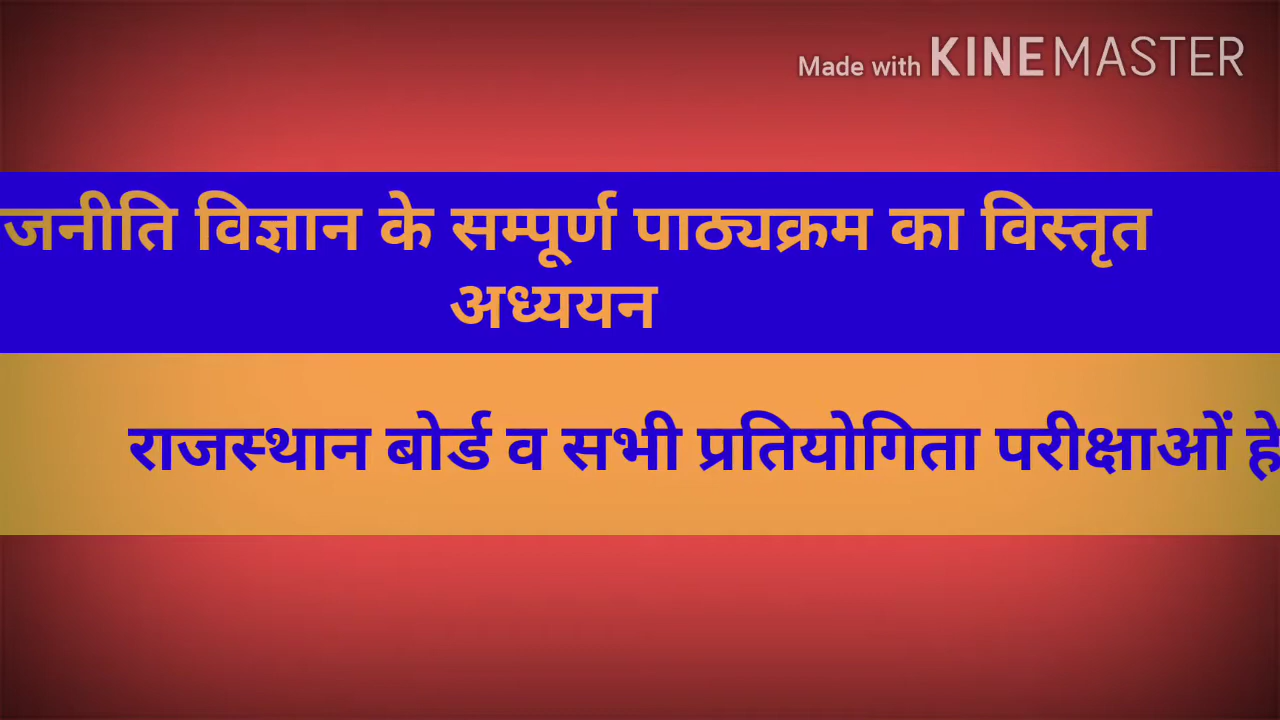 Made with KINEMASTER
जनीति विज्ञान के सम्पूर्ण पाठ्यक्रम का विस्तृत
अध्ययन
राजस्थान बोर्ड व सभी प्रतियोगिता परीक्षाओं हे